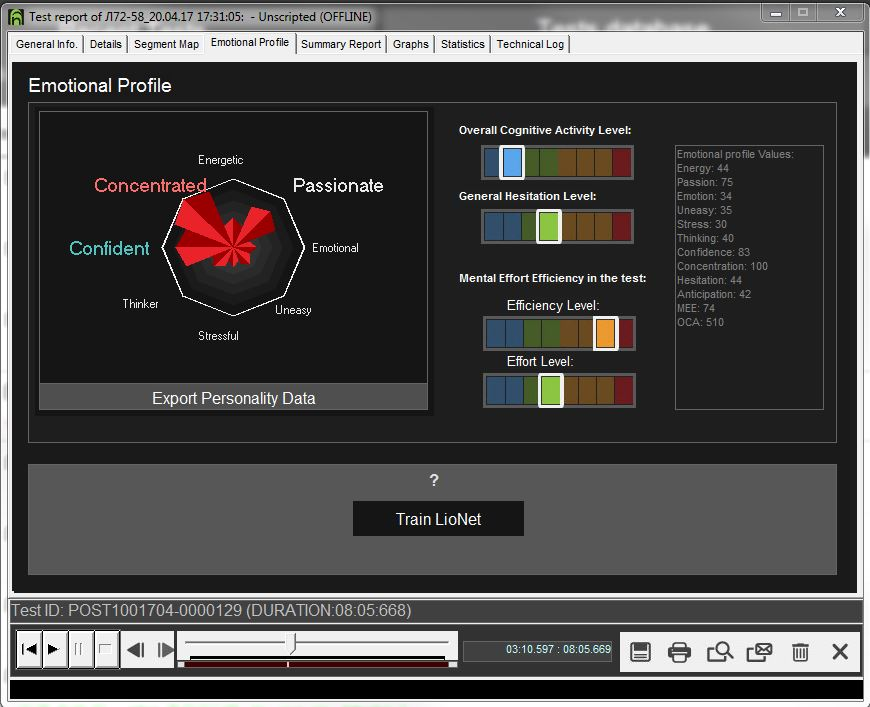 Test report of Л72-58_20.04.17 17:31:05:  - Unscripted (OFFLINE)
General Info.
Details
Segment Map
Emotional Profile
Summary Report
Graphs
Statistics
Technical Log
Emotional Profile
Energetic
Concentrated
Passionate
Confident
Emotional
Thinker
Uneasy
Stressful
Export Personality Data
Overall Cognitive Activity Level:
General Hesitation Level:
Mental Effort Efficiency in the test:
Efficiency Level:
Effort Level:
Emotional profile Values:
Energy: 44
Passion: 75
Emotion: 34
Uneasy: 35
Stress: 30
Thinking: 40
Confidence: 83
Concentration: 100
Hesitation: 44
Anticipation: 42
MEE: 74
OCA: 510
?
Train LioNet
Test ID: POST1001704-0000129 (DURATION:08:05:668)
03:10.597 : 08:05.669